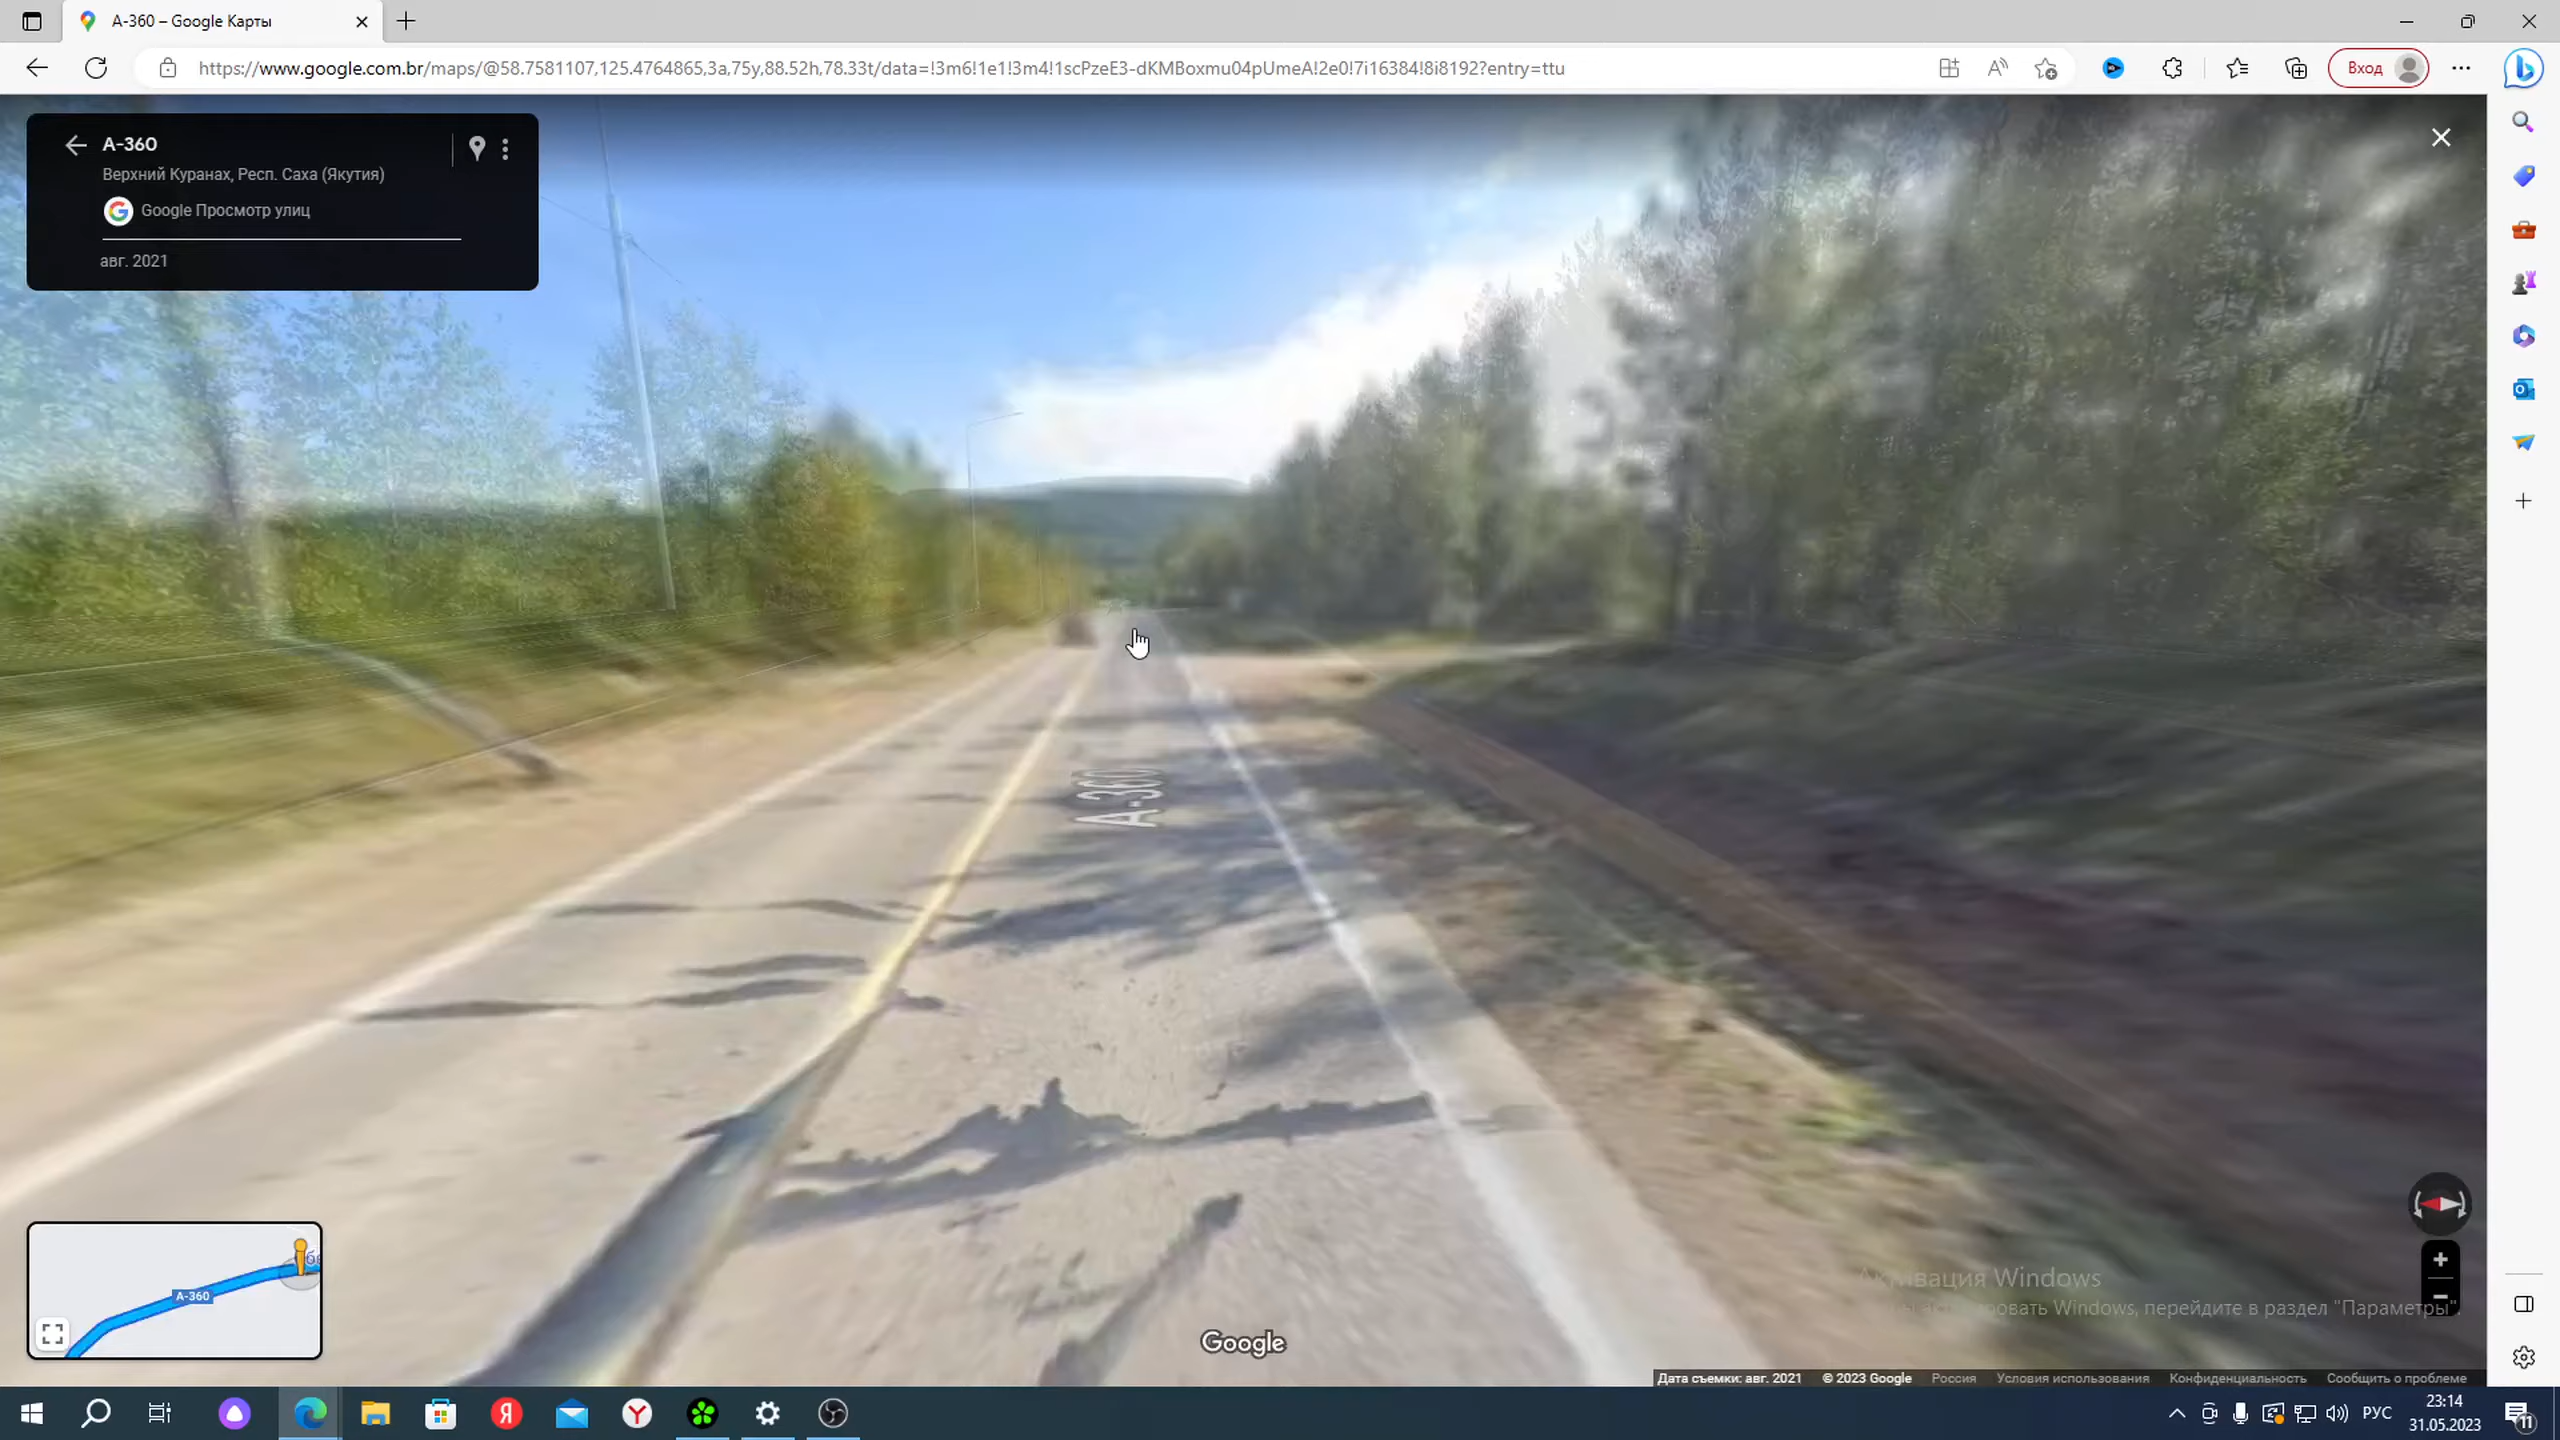 A-360 – Google Карты
https://www.google.com.br/maps/@58.7581107,125.4764865,3a,75y,88.52h,78.33t/data=!3m6!1e1!3m4!1scPzeE3-dKMBoxmu04pUmeA!2e0!7i16384!8i8192?entry=ttu
Вход
A-360
Верхний Куранах, Респ. Саха (Якутия)
Google Просмотр улиц
авг. 2021
A-360
A-360
Активация Windows
активировать Windows, перейдите в раздел "Параметры".
Google
Дата съемки: авг. 2021 © 2023 Google Россия Условия использования Конфиденциальность Сообщить о проблеме
РУС
23:14
31.05.2023
11